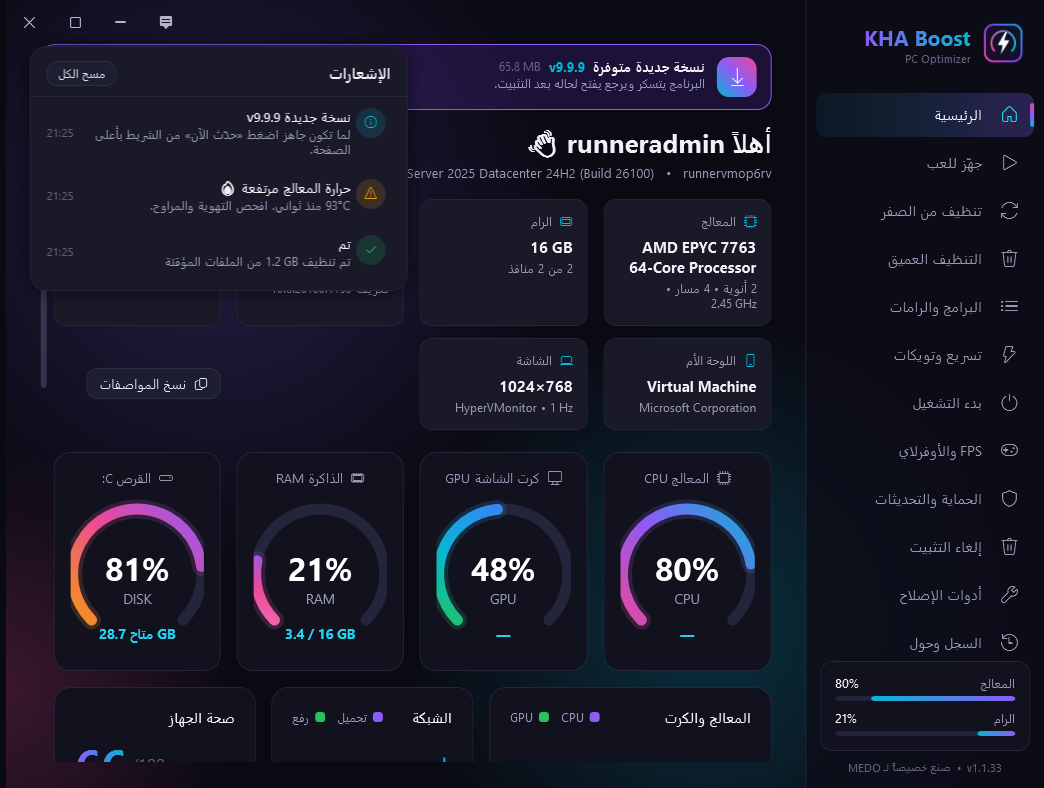 KHA Boost
PC Optimizer
الرئيسية
جهّز للعب
تنظيف من الصفر
التنظيف العميق
البرامج والرامات
تسريع وتويكات
بدء التشغيل
FPS والأوفرلاي
الحماية والتحديثات
إلغاء التثبيت
أدوات الإصلاح
السجل وحول
المعالج 80%
الرام 21%
v1.1.33 • صنع خصيصاً لـ MEDO
نسخة جديدة متوفرة v9.9.9 65.8 MB
البرنامج يتسكر ويرجع يفتح لحاله بعد التثبيت.
الإشعارات
مسح الكل
نسخة جديدة v9.9.9
لما تكون جاهز اضغط «حدّث الآن» من الشريط بأعلى
الصفحة.
21:25
حرارة المعالج مرتفعة
93°C منذ ثواني. افحص التهوية والمراوح.
21:25
تم
تم تنظيف 1.2 GB من الملفات المؤقتة
21:25
أهلاً runneradmin
runnervmop6rv • Server 2025 Datacenter 24H2 (Build 26100)
المعالج
AMD EPYC 7763
64-Core Processor
2 أنوية • 4 مسار •
2.45 GHz
الرام
16 GB
2 من 2 منافذ
اللوحة الأم
Virtual Machine
Microsoft Corporation
الشاشة
1024×768
HyperVMonitor • 1 Hz
نسخ المواصفات
المعالج CPU
80%
CPU
—
كرت الشاشة GPU
48%
GPU
—
الذاكرة RAM
21%
RAM
3.4 / 16 GB
القرص C:
81%
DISK
28.7 متاح GB
المعالج والكرت
CPU
GPU
الشبكة
تحميل
رفع
صحة الجهاز